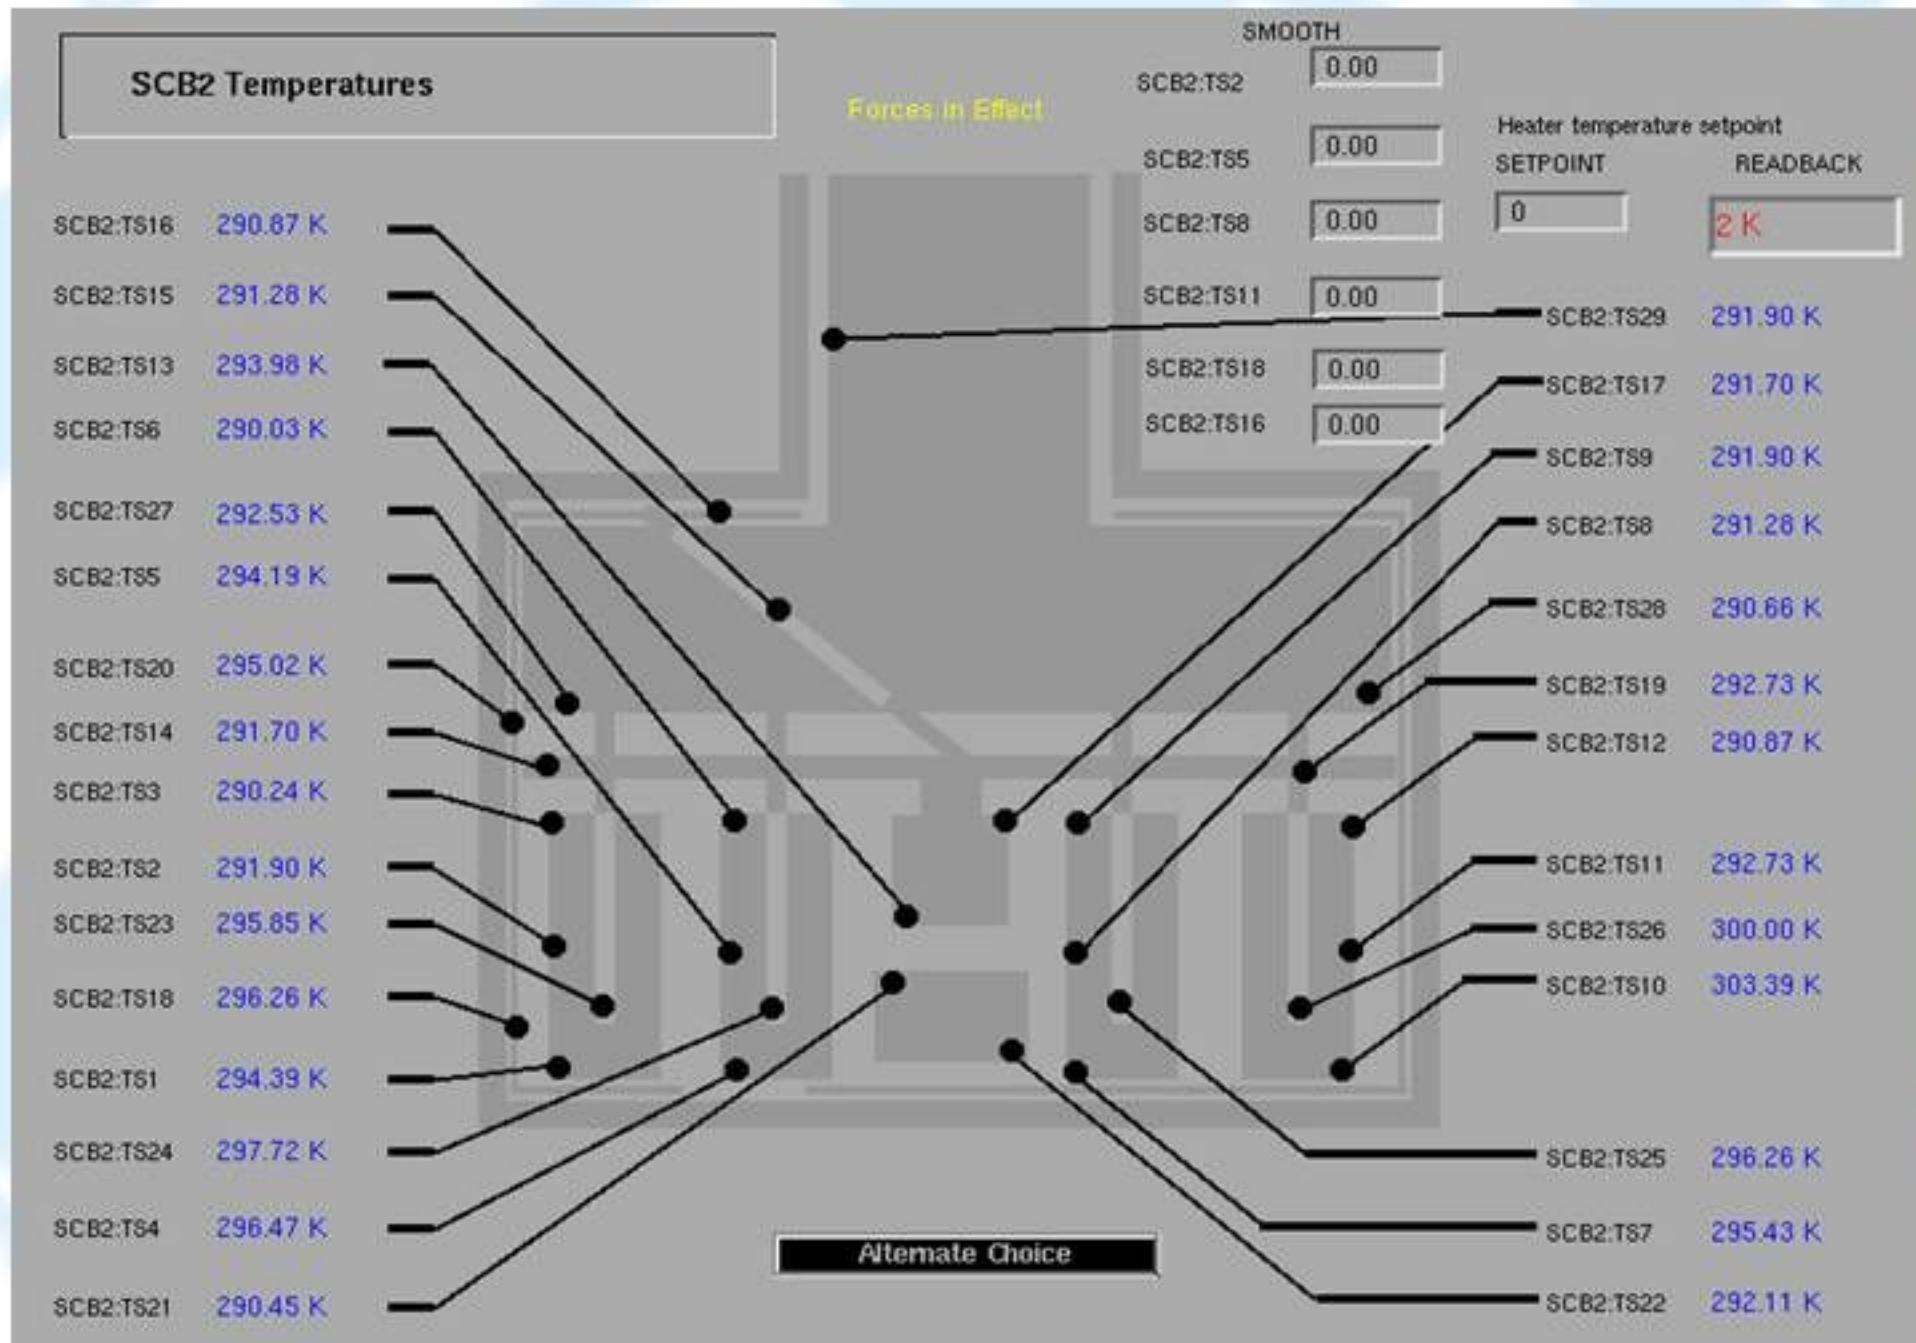 SCB2 Temperatures
Forces in Effect
SMOOTH
SCB2:TS2 0.00
SCB2:TS5 0.00
SCB2:TS8 0.00
SCB2:TS11 0.00
SCB2:TS18 0.00
SCB2:TS16 0.00
Heater temperature setpoint
SETPOINT READBACK
0 2 K
SCB2:TS16 290.87 K
SCB2:TS15 291.28 K
SCB2:TS13 293.98 K
SCB2:TS6 290.03 K
SCB2:TS27 292.53 K
SCB2:TS5 294.19 K
SCB2:TS20 295.02 K
SCB2:TS14 291.70 K
SCB2:TS3 290.24 K
SCB2:TS2 291.90 K
SCB2:TS23 295.85 K
SCB2:TS18 296.26 K
SCB2:TS1 294.39 K
SCB2:TS24 297.72 K
SCB2:TS4 296.47 K
SCB2:TS21 290.45 K
SCB2:TS29 291.90 K
SCB2:TS17 291.70 K
SCB2:TS9 291.90 K
SCB2:TS8 291.28 K
SCB2:TS28 290.66 K
SCB2:TS19 292.73 K
SCB2:TS12 290.87 K
SCB2:TS11 292.73 K
SCB2:TS26 300.00 K
SCB2:TS10 303.39 K
SCB2:TS25 296.26 K
SCB2:TS7 295.43 K
SCB2:TS22 292.11 K
Alternate Choice